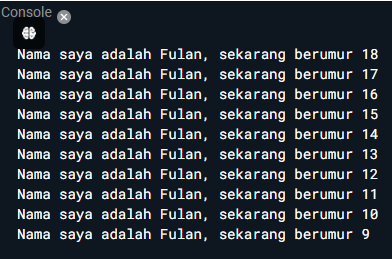 Console
Nama saya adalah Fulan, sekarang berumur 18
Nama saya adalah Fulan, sekarang berumur 17
Nama saya adalah Fulan, sekarang berumur 16
Nama saya adalah Fulan, sekarang berumur 15
Nama saya adalah Fulan, sekarang berumur 14
Nama saya adalah Fulan, sekarang berumur 13
Nama saya adalah Fulan, sekarang berumur 12
Nama saya adalah Fulan, sekarang berumur 11
Nama saya adalah Fulan, sekarang berumur 10
Nama saya adalah Fulan, sekarang berumur 9